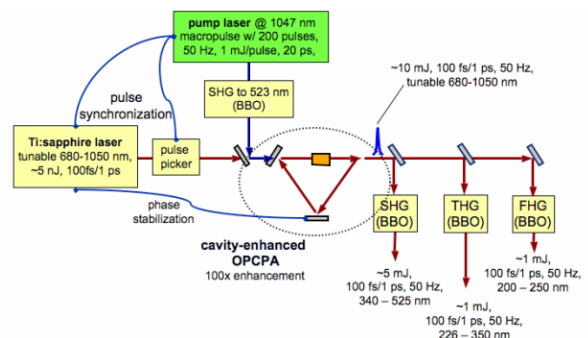 pump laser @ 1047 nm
macropulse w/ 200 pulses,
50 Hz, 1 mJ/pulse, 20 ps,
SHG to 523 nm
(BBO)
pulse
synchronization
~10 mJ, 100 fs/1 ps, 50 Hz,
tunable 680-1050 nm
Ti:sapphire laser
tunable 680-1050 nm,
~5 nJ, 100fs/1 ps
pulse
picker
phase
stabilization
cavity-enhanced
OPCPA
100x enhancement
SHG
(BBO)
THG
(BBO)
FHG
(BBO)
~5 mJ,
100 fs/1 ps, 50 Hz,
340 – 525 nm
~1 mJ,
100 fs/1 ps, 50 Hz,
226 – 350 nm
~1 mJ,
100 fs/1 ps, 50 Hz,
200 – 250 nm